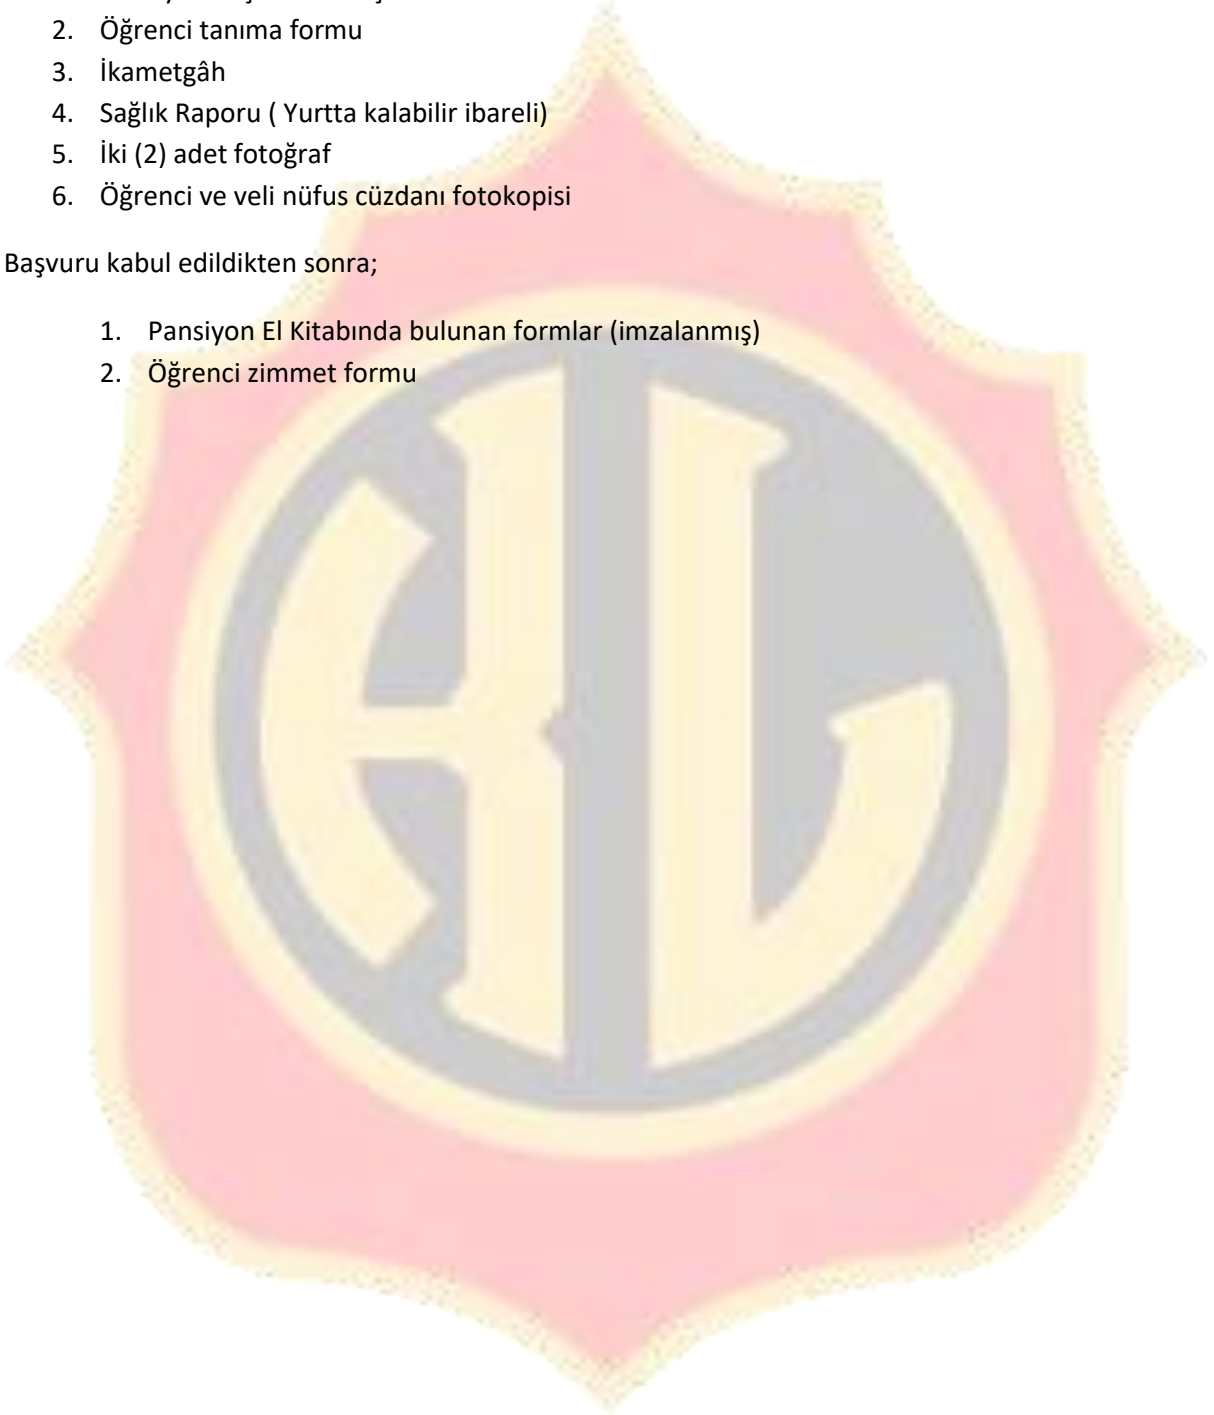 2. Öğrenci tanıma formu
3. İkametgâh
4. Sağlık Raporu ( Yurtta kalabilir ibareli)
5. İki (2) adet fotoğraf
6. Öğrenci ve veli nüfus cüzdanı fotokopisi
Başvuru kabul edildikten sonra;
1. Pansiyon El Kitabında bulunan formlar (imzalanmış)
2. Öğrenci zimmet formu